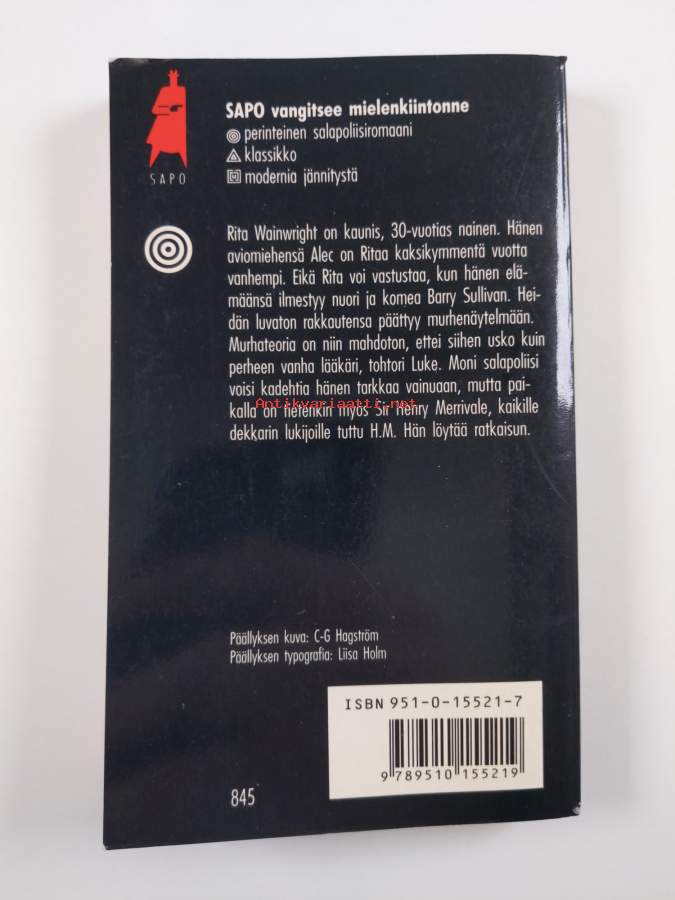 SAPO vangitsee mielenkiintonne
perinteinen salapoliisiromaani
klassikko
modernia jännitystä
SAPO
Rita Wainwright on kaunis, 30-vuotias nainen. Hänen
aviomiehensä Alec on Ritaa kaksikymmentä vuotta
vanhempi. Eikä Rita voi vastustaa, kun hänen elä-
määnsä ilmestyy nuori ja komea Barry Sullivan. Hei-
dän luvaton rakkautensa päättyy murhenäytelmään.
Murhateoria on niin mahdoton, ettei siihen usko kuin
perheen vanha lääkäri, tohtori Luke. Moni salapoliisi
voisi kadehtia hänen tarkkaa vainuaan, mutta pai-
Antikvariaatti.net
kalla on tietenkin myös Sir Henry Merrivale, kaikille
dekkarin lukijoille tuttu H.M. Hän löytää ratkaisun.
Päällyksen kuva: C-G Hagström
Päällyksen typografia: Liisa Holm
ISBN 951-0-15521-7
9 789510 155219
845